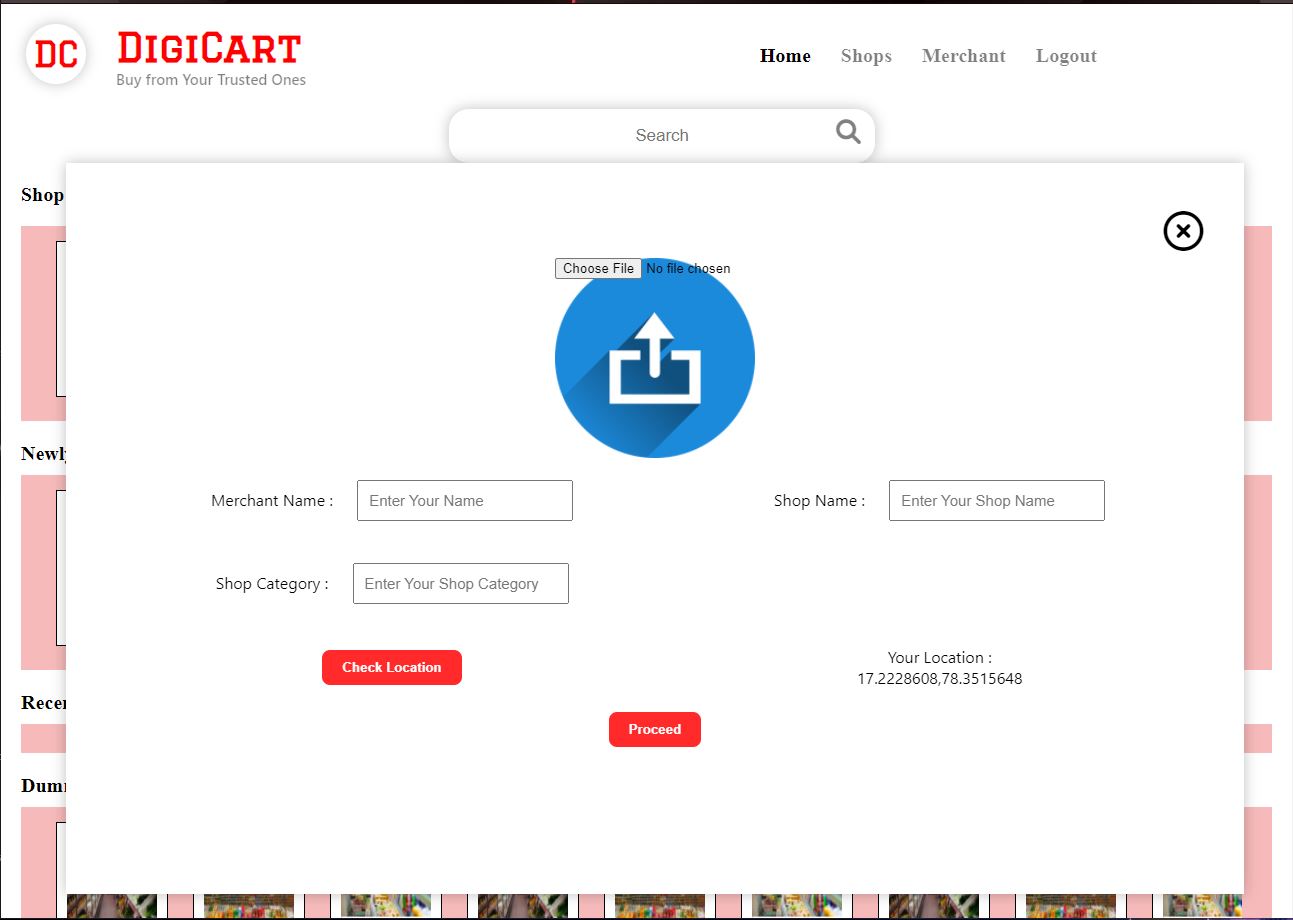 DC
DigiCart
Buy from Your Trusted Ones
Home Shops Merchant Logout
Search
Shop
Choose File No file chosen
Newly
Merchant Name : Enter Your Name
Shop Name : Enter Your Shop Name
Shop Category : Enter Your Shop Category
Check Location
Your Location :
17.2228608,78.3515648
Recen
Proceed
Dumm